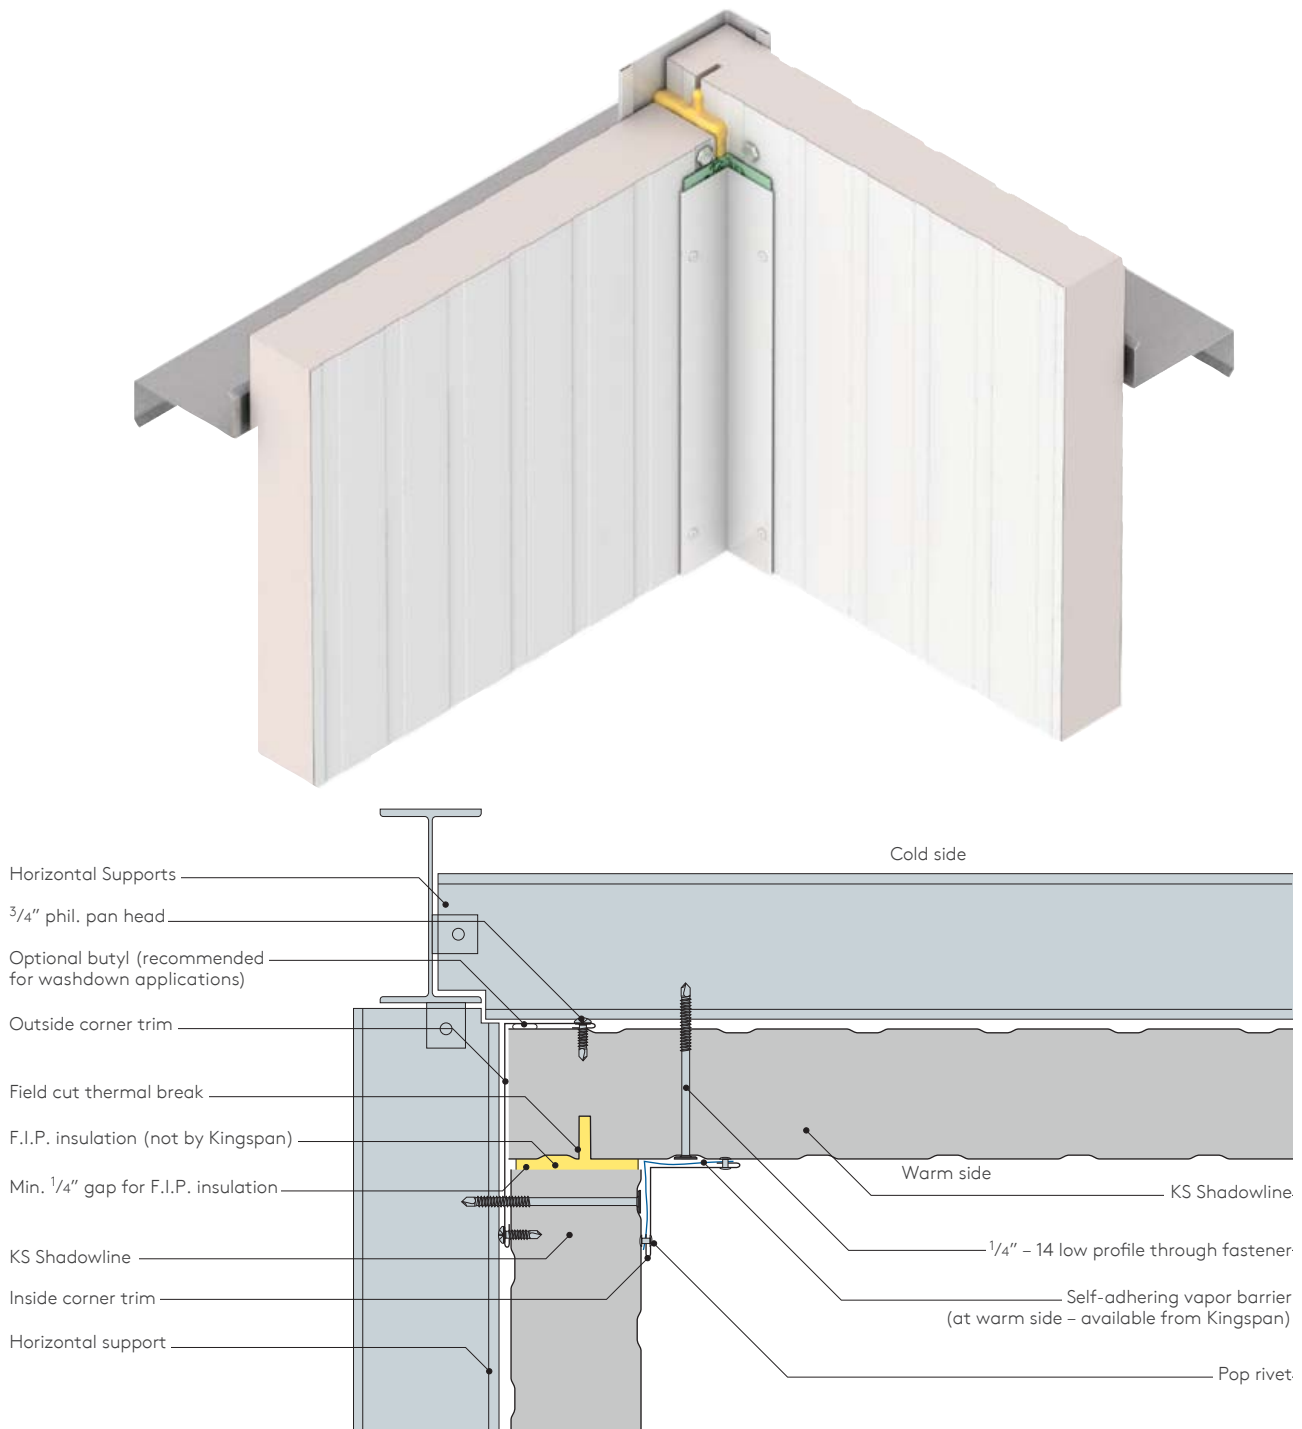 Cold side
Horizontal Supports
3/4" phil. pan head
Optional butyl (recommended
for washdown applications)
Outside corner trim
Field cut thermal break
F.I.P. insulation (not by Kingspan)
Min. 1/4" gap for F.I.P. insulation
KS Shadowline
Inside corner trim
Horizontal support
Warm side
KS Shadowline
1/4" – 14 low profile through fastener
Self-adhering vapor barrier
(at warm side – available from Kingspan)
Pop rivet